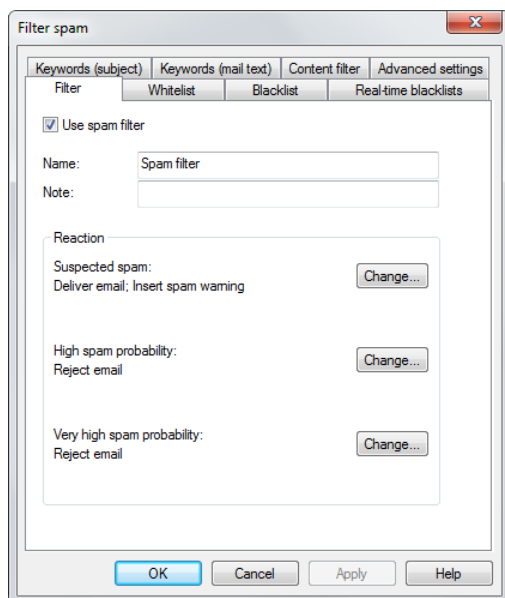 Filter spam
Keywords (subject) Keywords (mail text) Content filter Advanced settings
Filter Whitelist Blacklist Real-time blacklists
Use spam filter
Name: Spam filter
Note:
Reaction
Suspected spam:
Deliver email; Insert spam warning
Change...
High spam probability:
Reject email
Change...
Very high spam probability:
Reject email
Change...
OK Cancel Apply Help